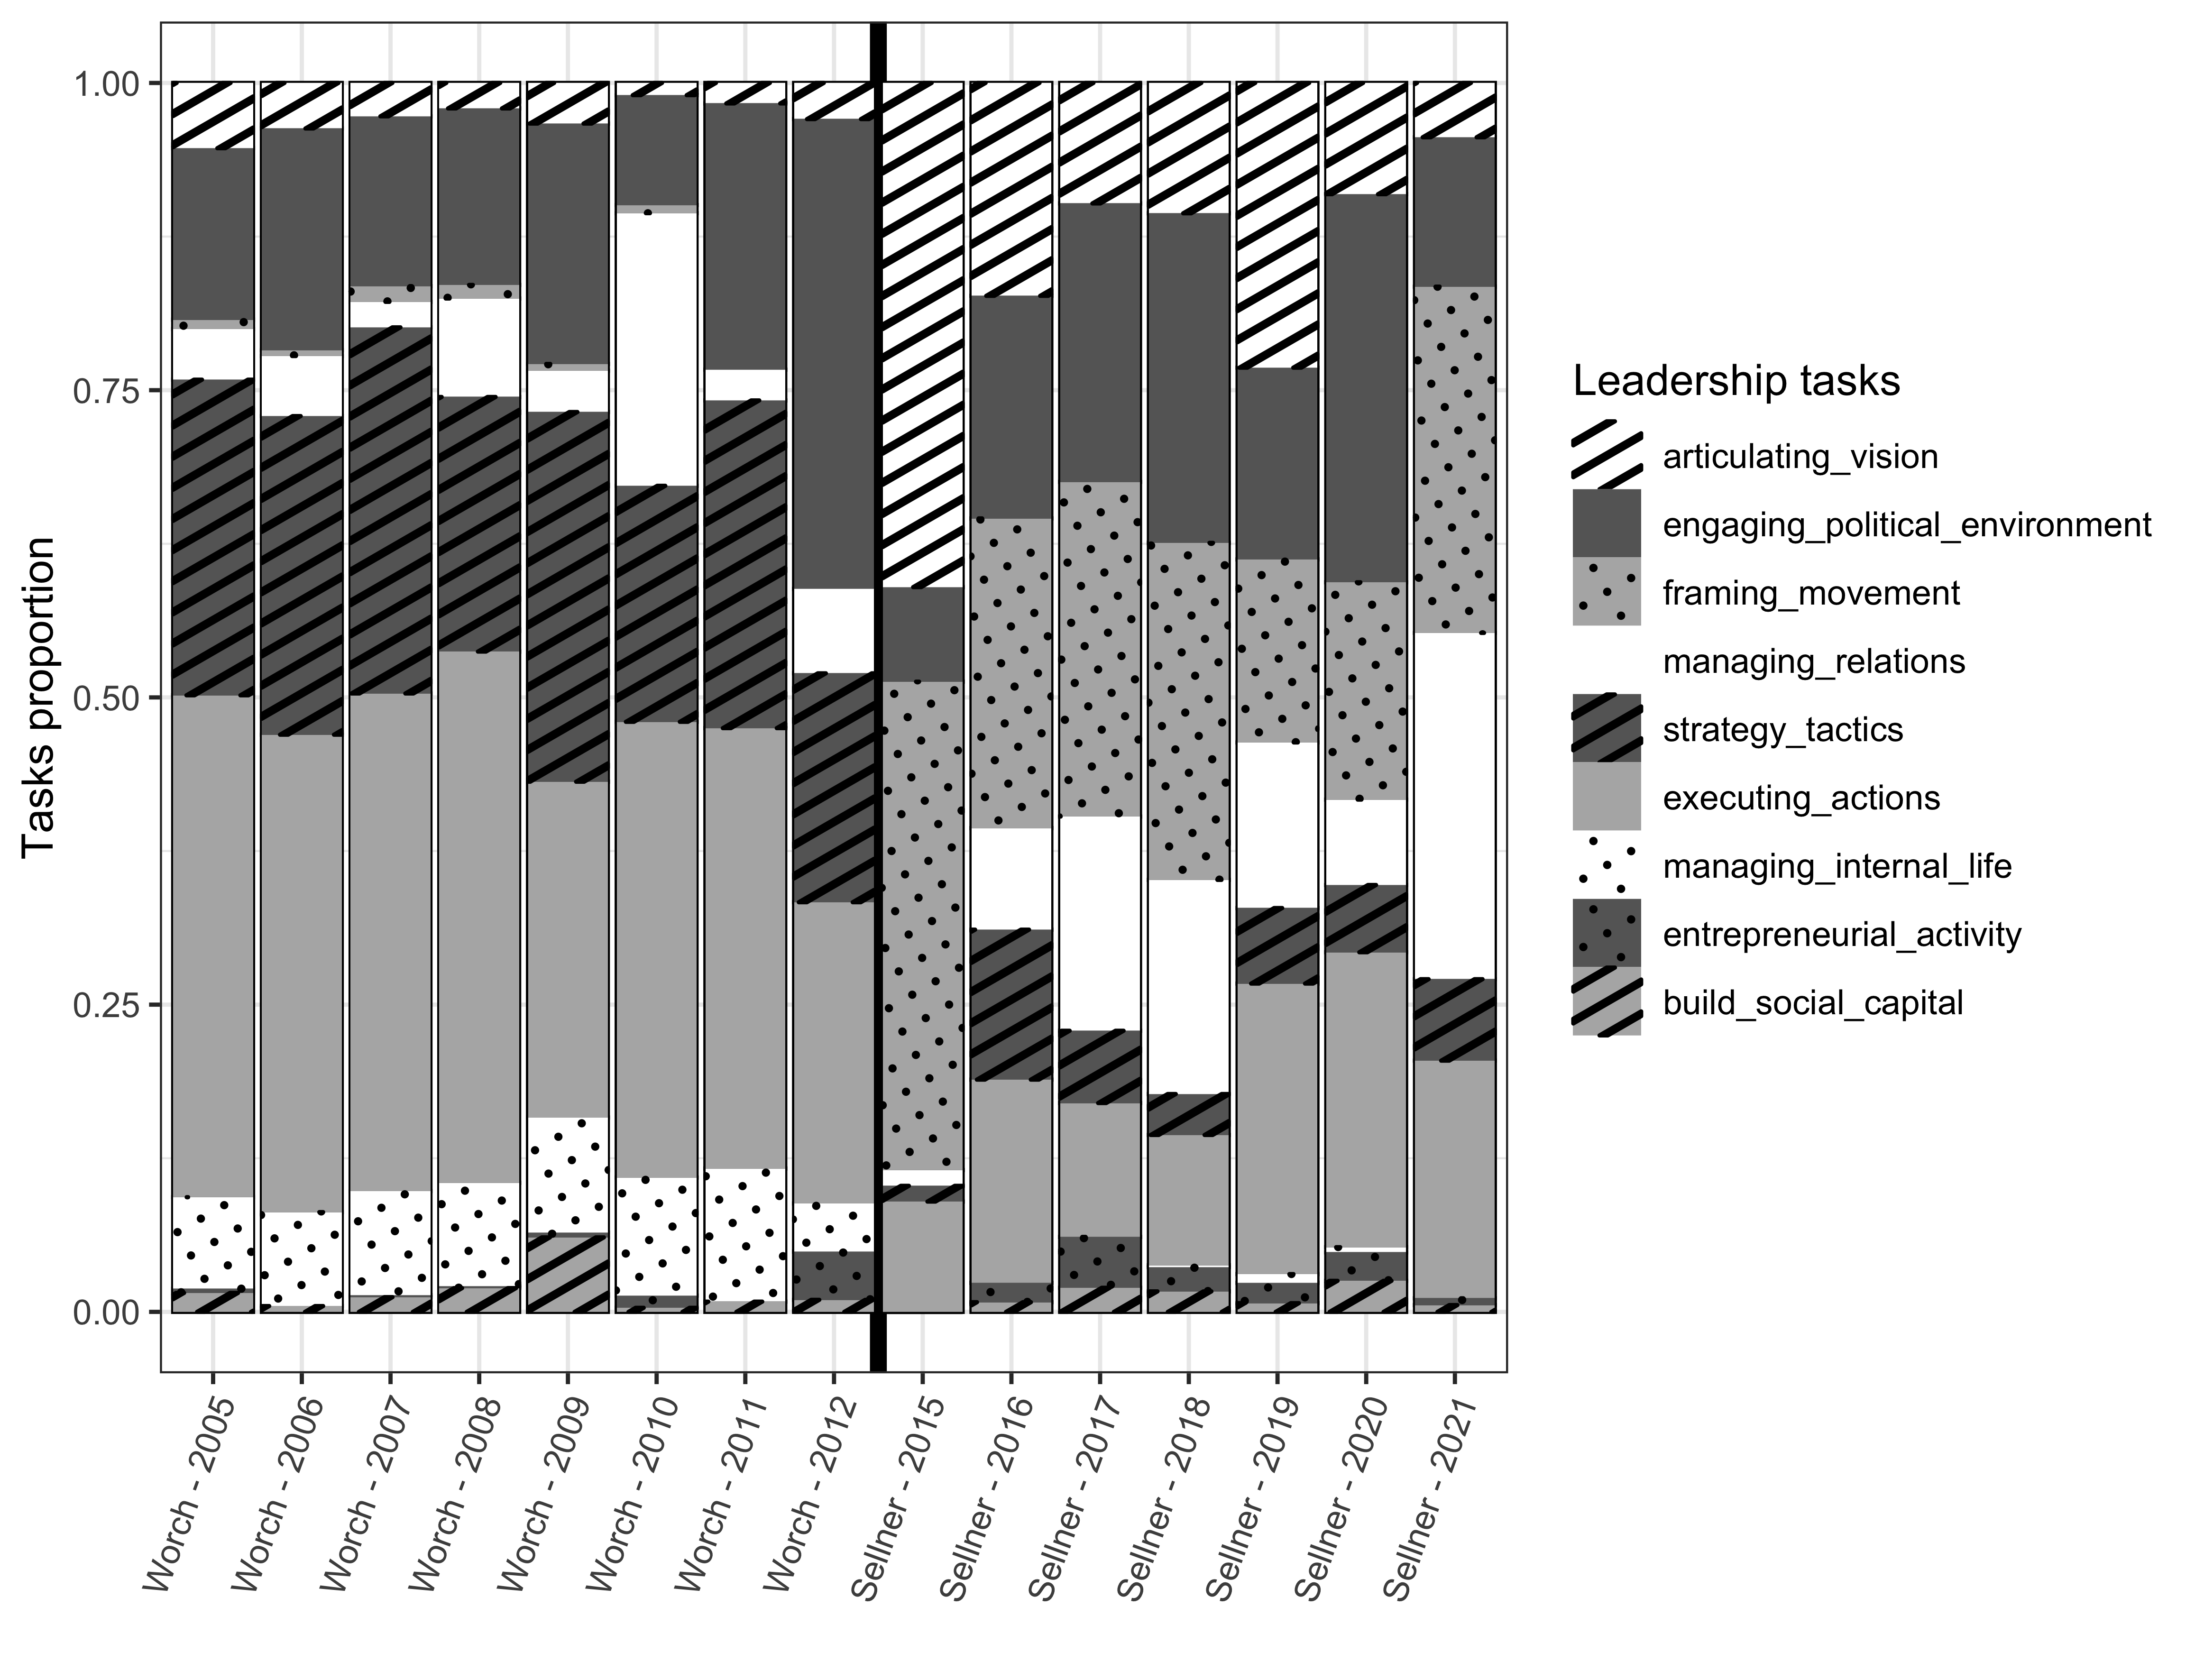 Tasks proportion
1.00
0.75
0.50
0.25
0.00
Worch - 2005
Worch - 2006
Worch - 2007
Worch - 2008
Worch - 2009
Worch - 2010
Worch - 2011
Worch - 2012
Sellner - 2015
Sellner - 2016
Sellner - 2017
Sellner - 2018
Sellner - 2019
Sellner - 2020
Sellner - 2021
Leadership tasks
articulating_vision
engaging_political_environment
framing_movement
managing_relations
strategy_tactics
executing_actions
managing_internal_life
entrepreneurial_activity
build_social_capital